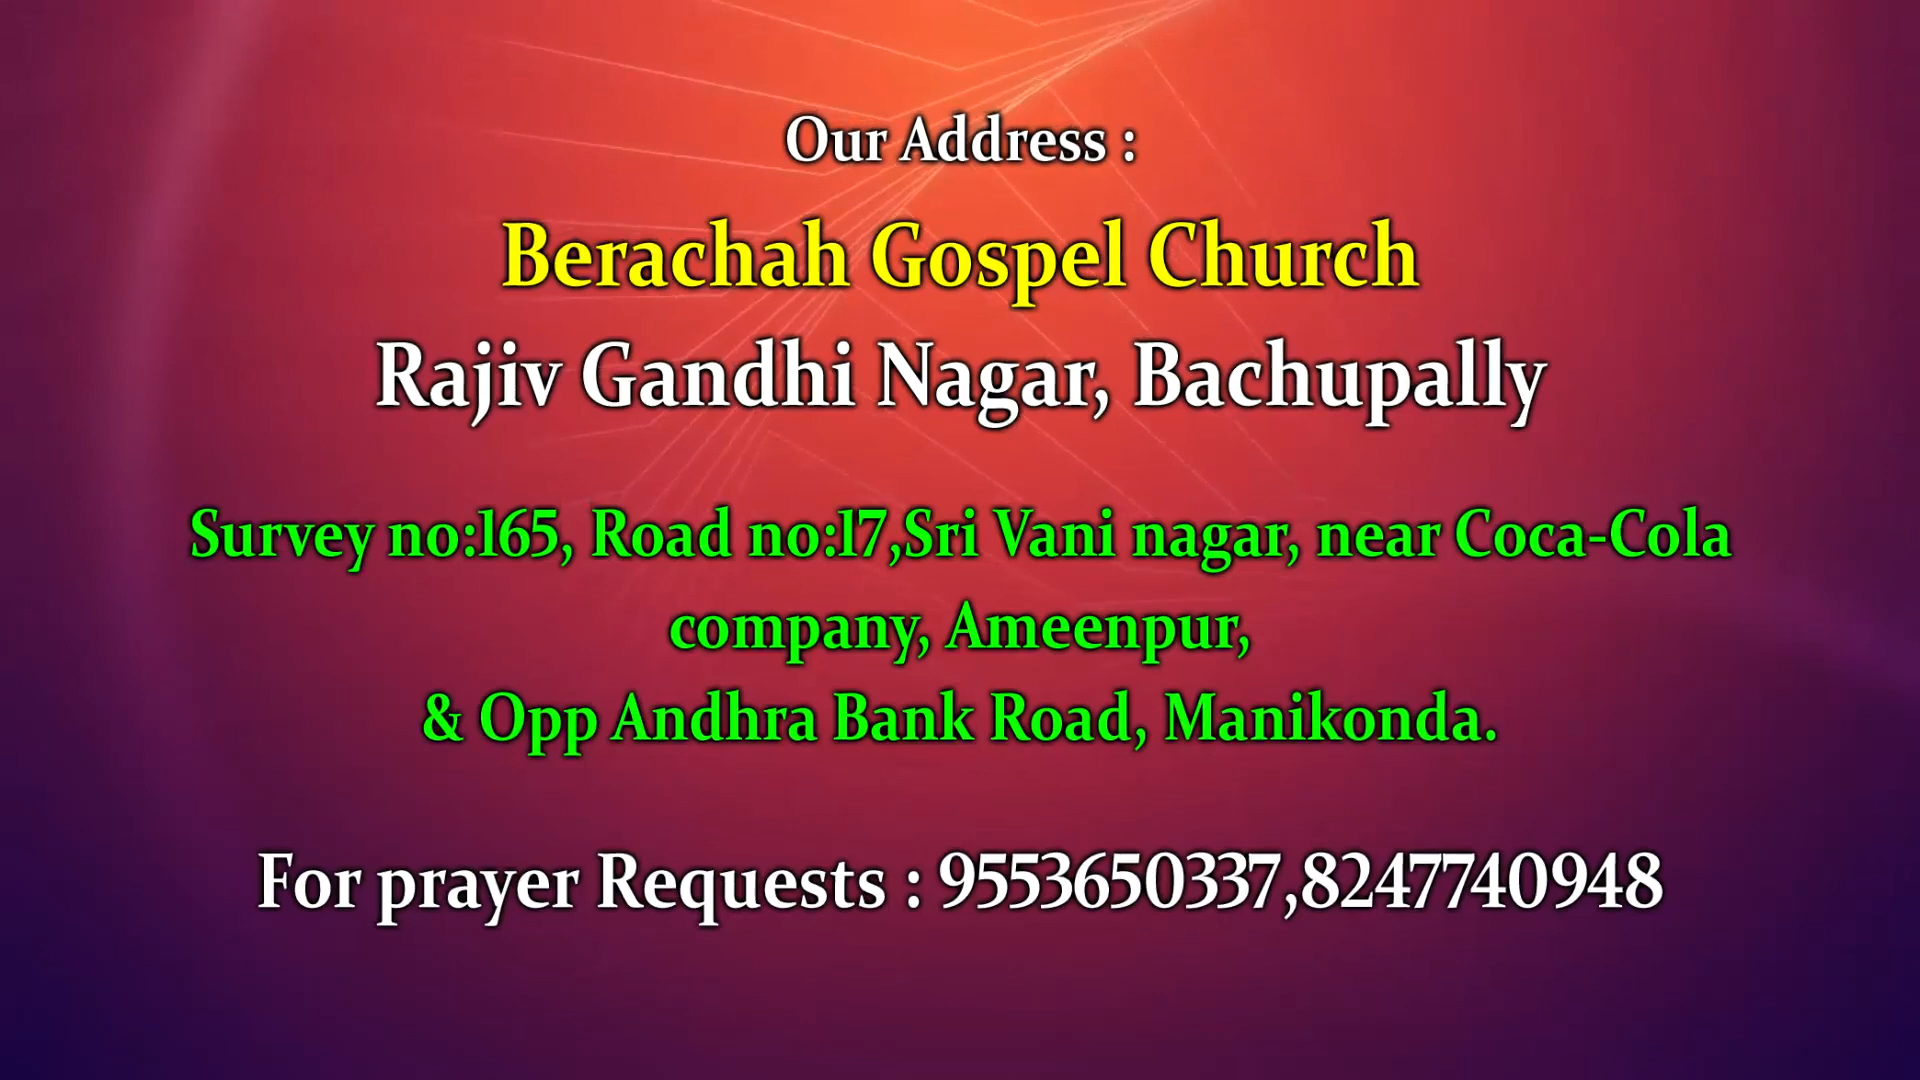 Our Address :
Berachah Gospel Church
Rajiv Gandhi Nagar, Bachupally
Survey no:165, Road no:17,Sri Vani nagar, near Coca-Cola
company, Ameenpur,
& Opp Andhra Bank Road, Manikonda.
For prayer Requests : 9553650337,8247740948